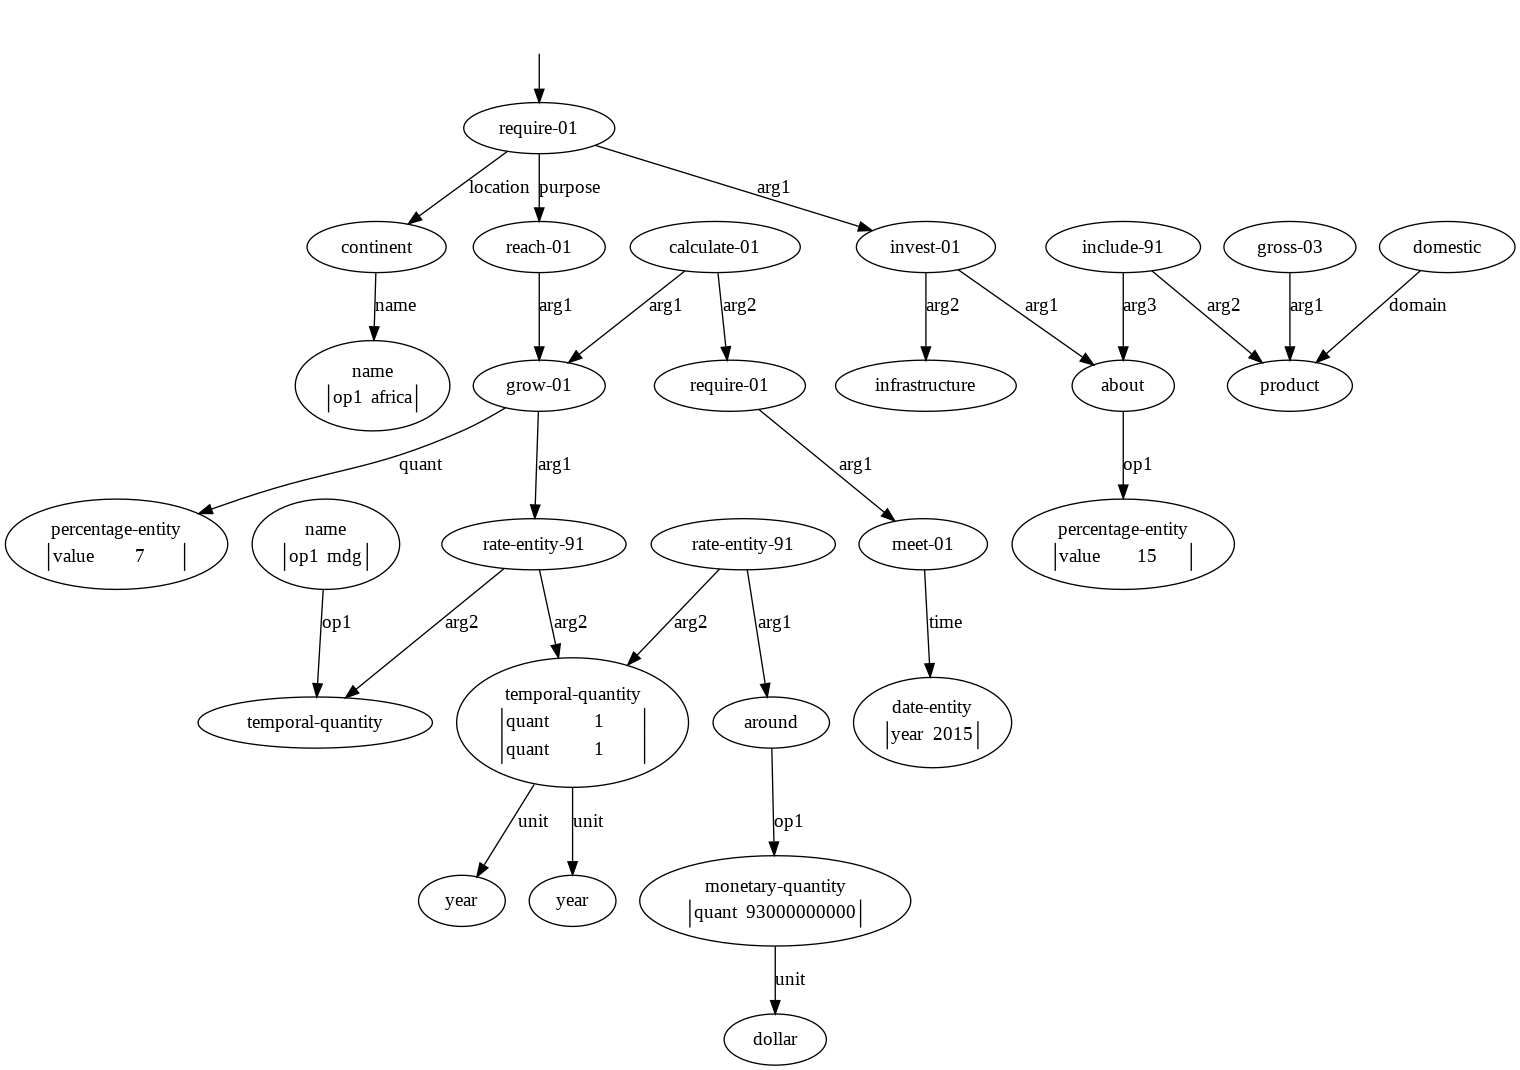 require-01
location
purpose
arg1
continent
reach-01
calculate-01
invest-01
include-91
gross-03
domestic
name
arg1
arg1
arg2
arg2
arg1
arg3
arg2
arg1
domain
name
op1 africa
grow-01
require-01
infrastructure
about
product
quant
arg1
arg1
op1
percentage-entity
value 7
name
op1 mdg
rate-entity-91
rate-entity-91
meet-01
percentage-entity
value 15
op1
arg2
arg2
arg2
arg1
time
temporal-quantity
temporal-quantity
quant 1
quant 1
around
date-entity
year 2015
unit
unit
op1
year
year
monetary-quantity
quant 93000000000
unit
dollar